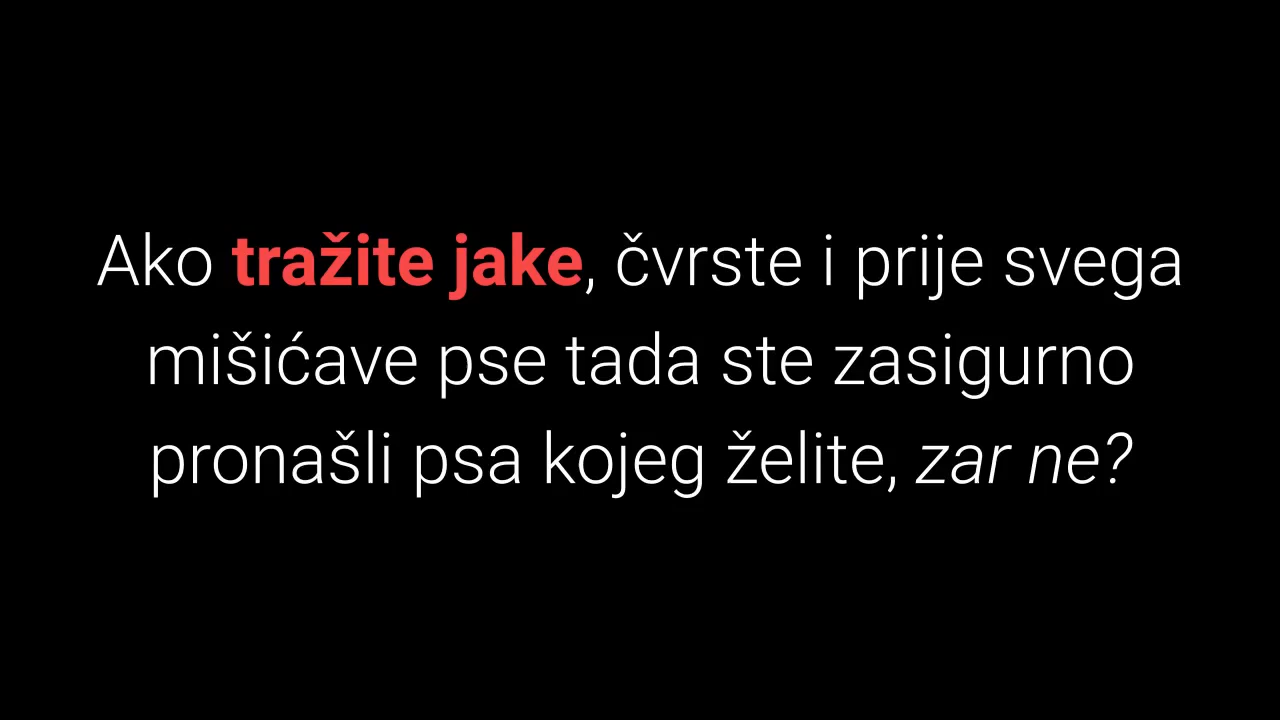 Ako tražite jake, čvrste i prije svega
mišićave pse tada ste zasigurno
pronašli psa kojeg želite, zar ne?